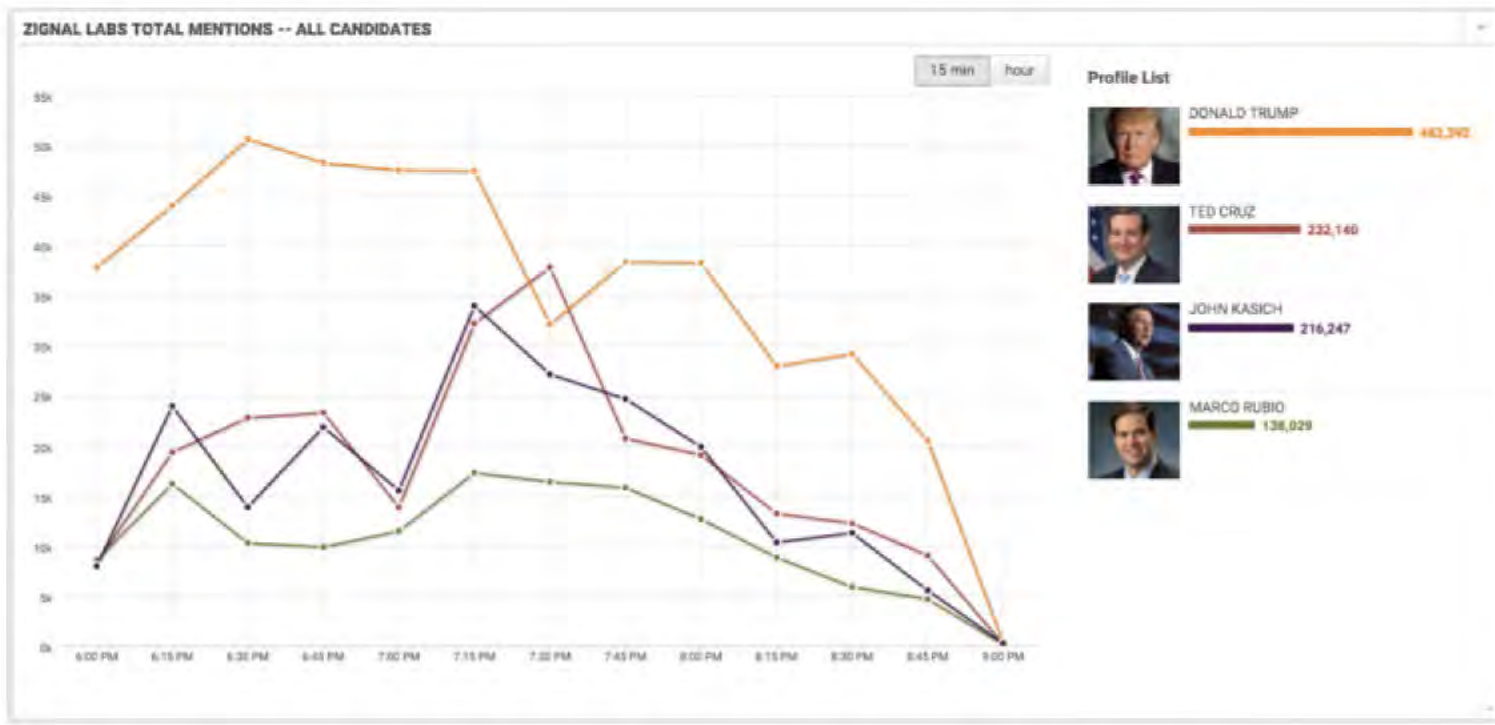 ZIGNAL LABS TOTAL MENTIONS -- ALL CANDIDATES
15 min hour
Profile List
DONALD TRUMP
TED CRUZ
232,140
JOHN KASICH
216,247
MARCO RUBIO
55k
50k
45k
40k
35k
30k
25k
20k
15k
10k
5k
0k
6:00 PM 6:15 PM 6:30 PM 6:45 PM 7:00 PM 7:15 PM 7:30 PM 7:45 PM 8:00 PM 8:15 PM 8:30 PM 8:45 PM 9:00 PM